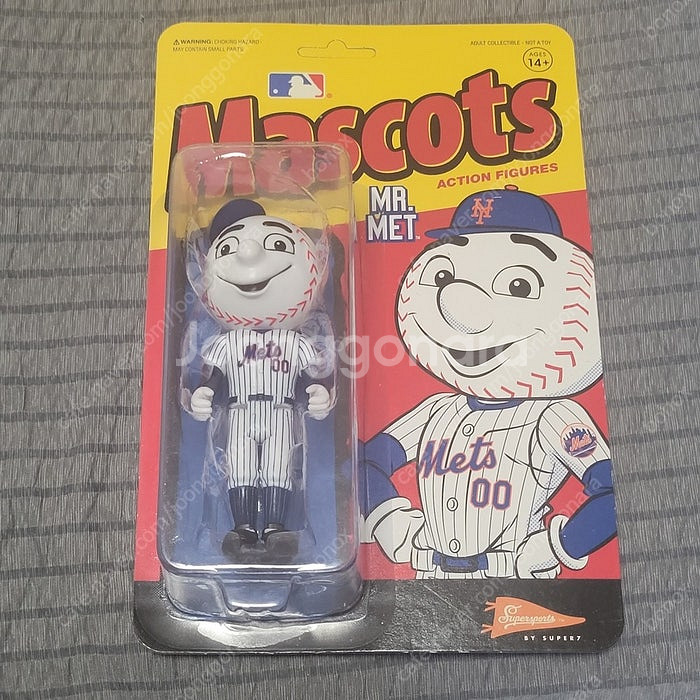 ⚠WARNING: CHOKING HAZARD -
MAY CONTAIN SMALL PARTS
ADULT COLLECTIBLE - NOT A TOY
AGES
14+
Mascots
ACTION FIGURES
MR.
MET
NY
Mets
00
Mets
00
Mets
Joonggonara
Supersports
BY SUPER7